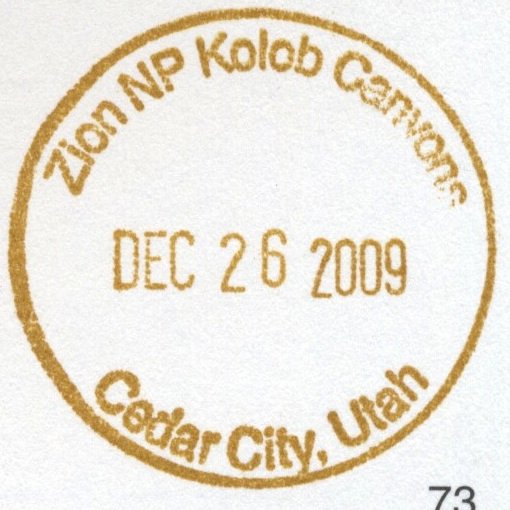 Zion NP Kolob Canyons
DEC 26 2009
Cedar City, Utah
73